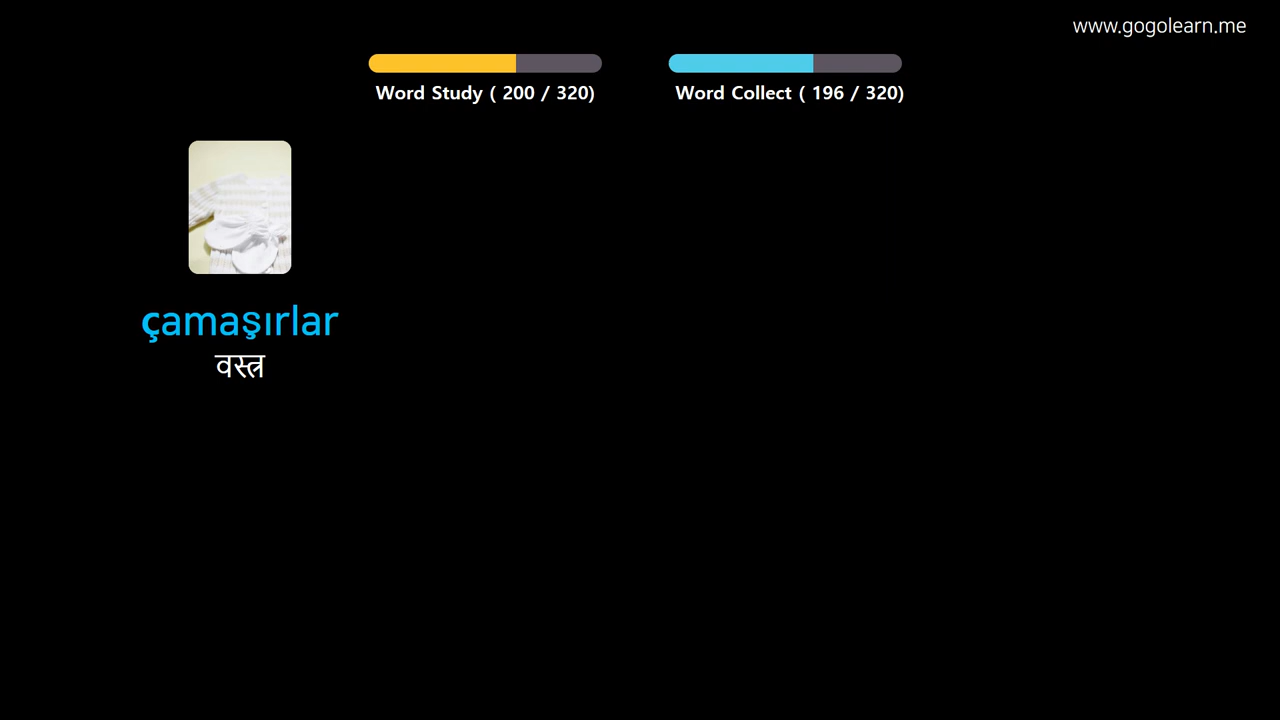 www.gogolearn.me
Word Study ( 200 / 320)
Word Collect ( 196 / 320)
çamaşırlar
वस्त्र